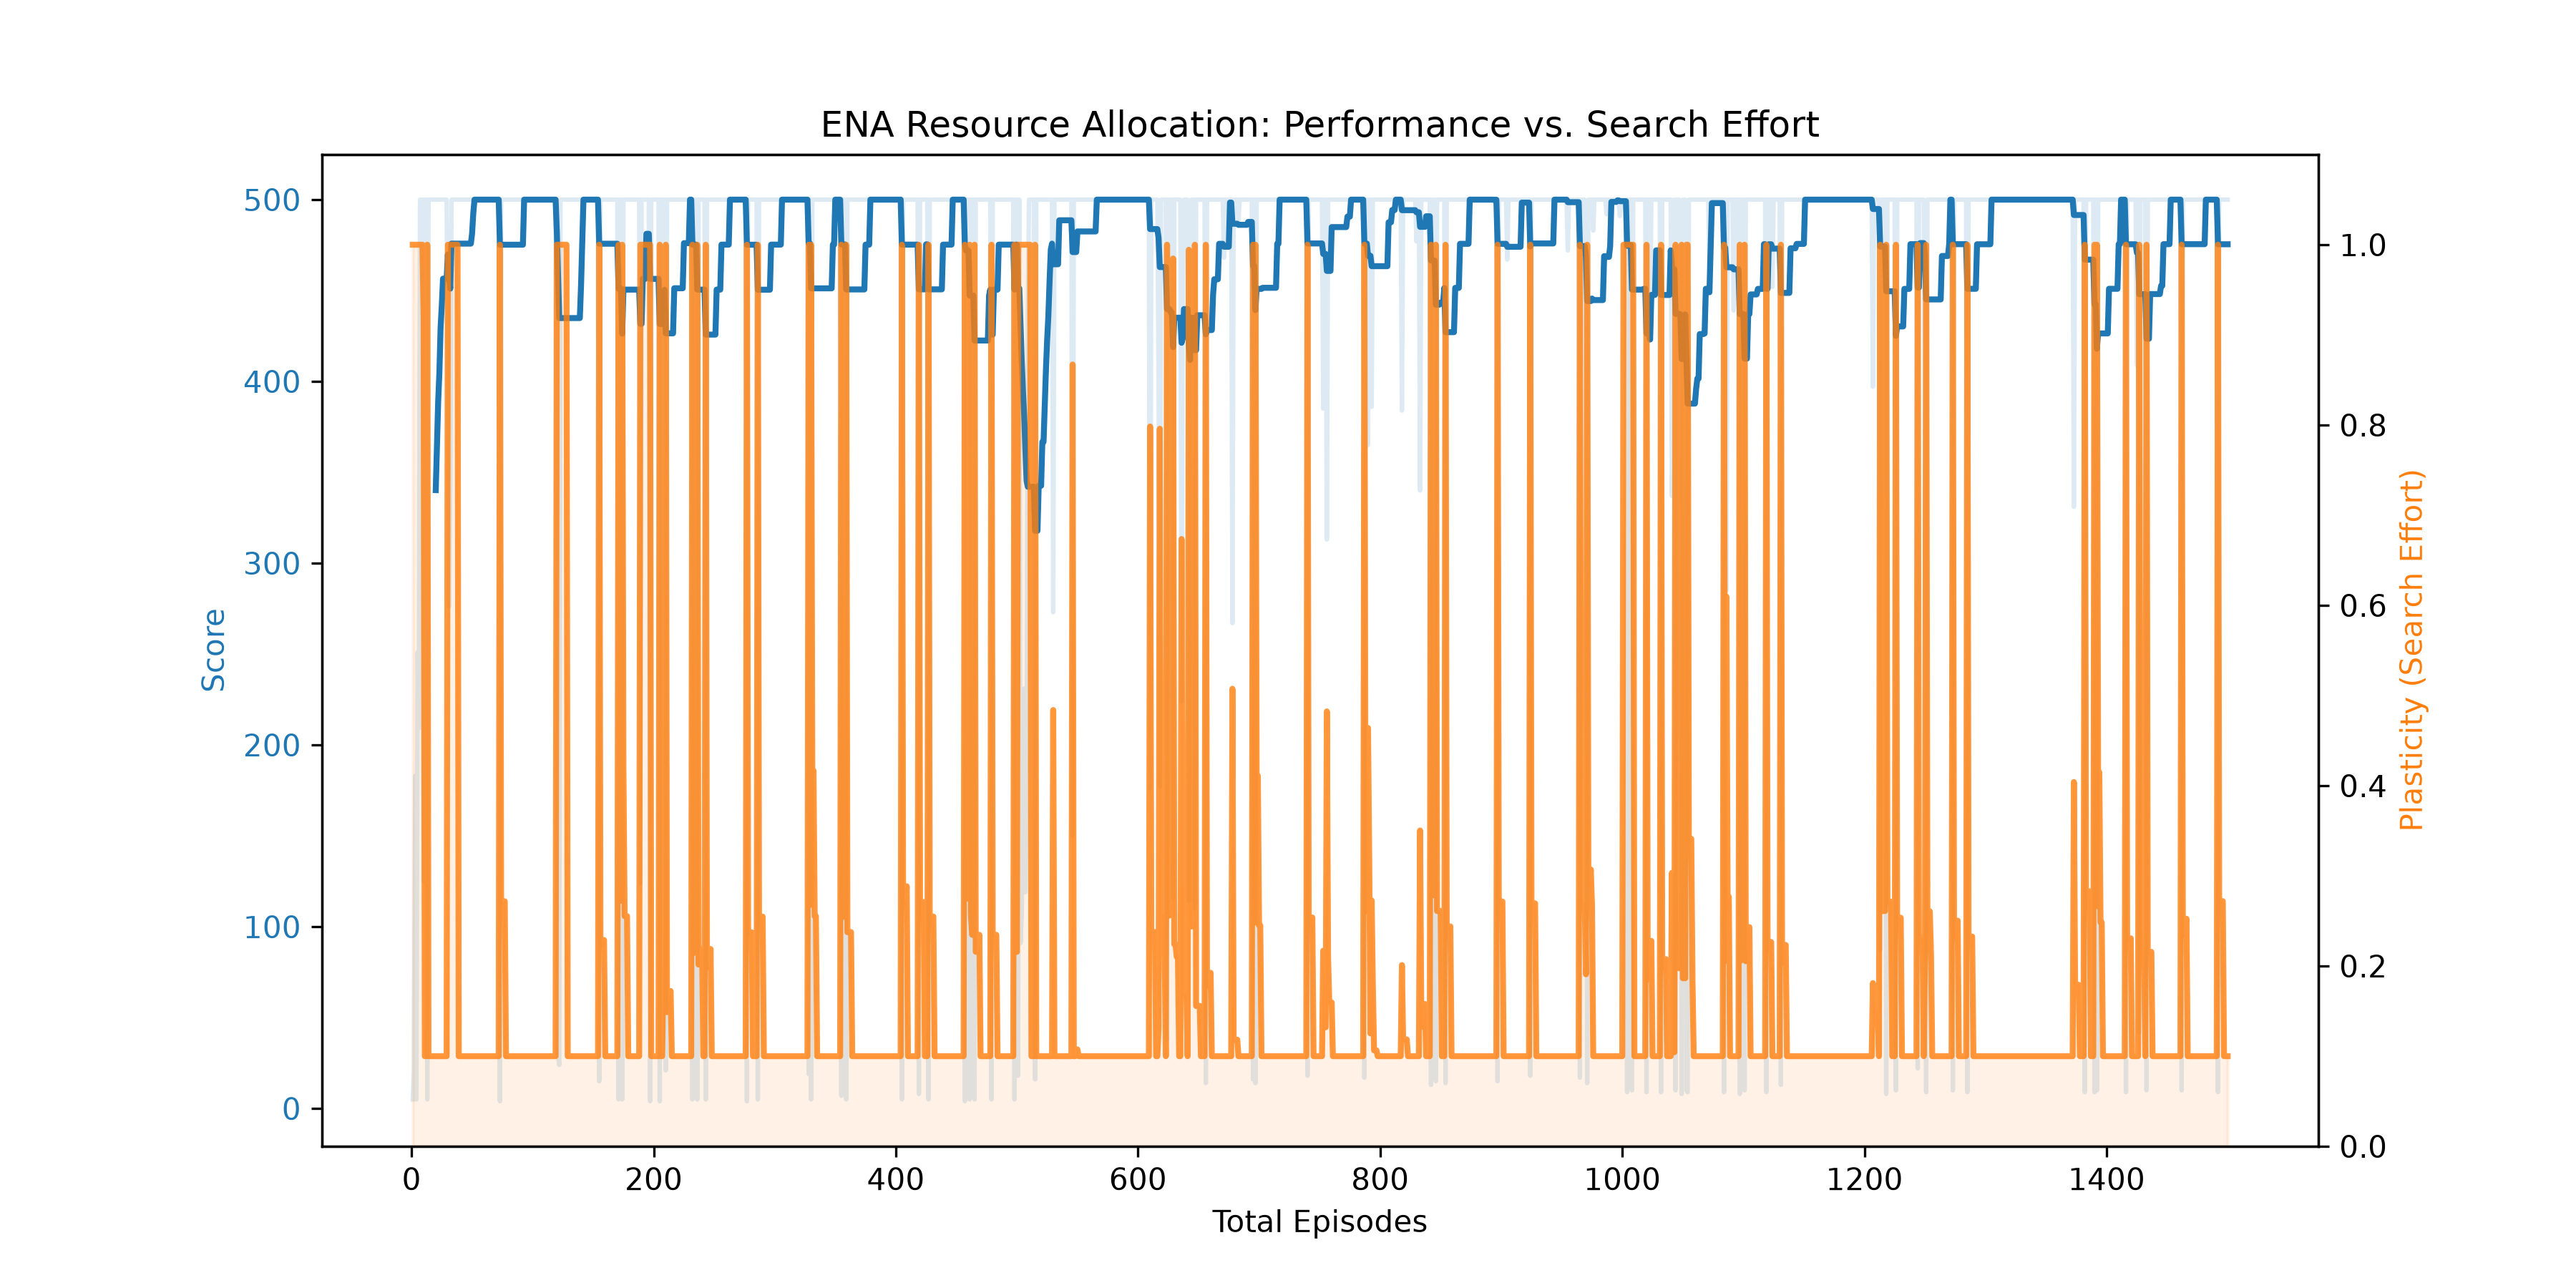 ENA Resource Allocation: Performance vs. Search Effort
500
400
300
200
100
0
Score
1.0
0.8
0.6
0.4
0.2
0.0
Plasticity (Search Effort)
0 200 400 600 800 1000 1200 1400
Total Episodes